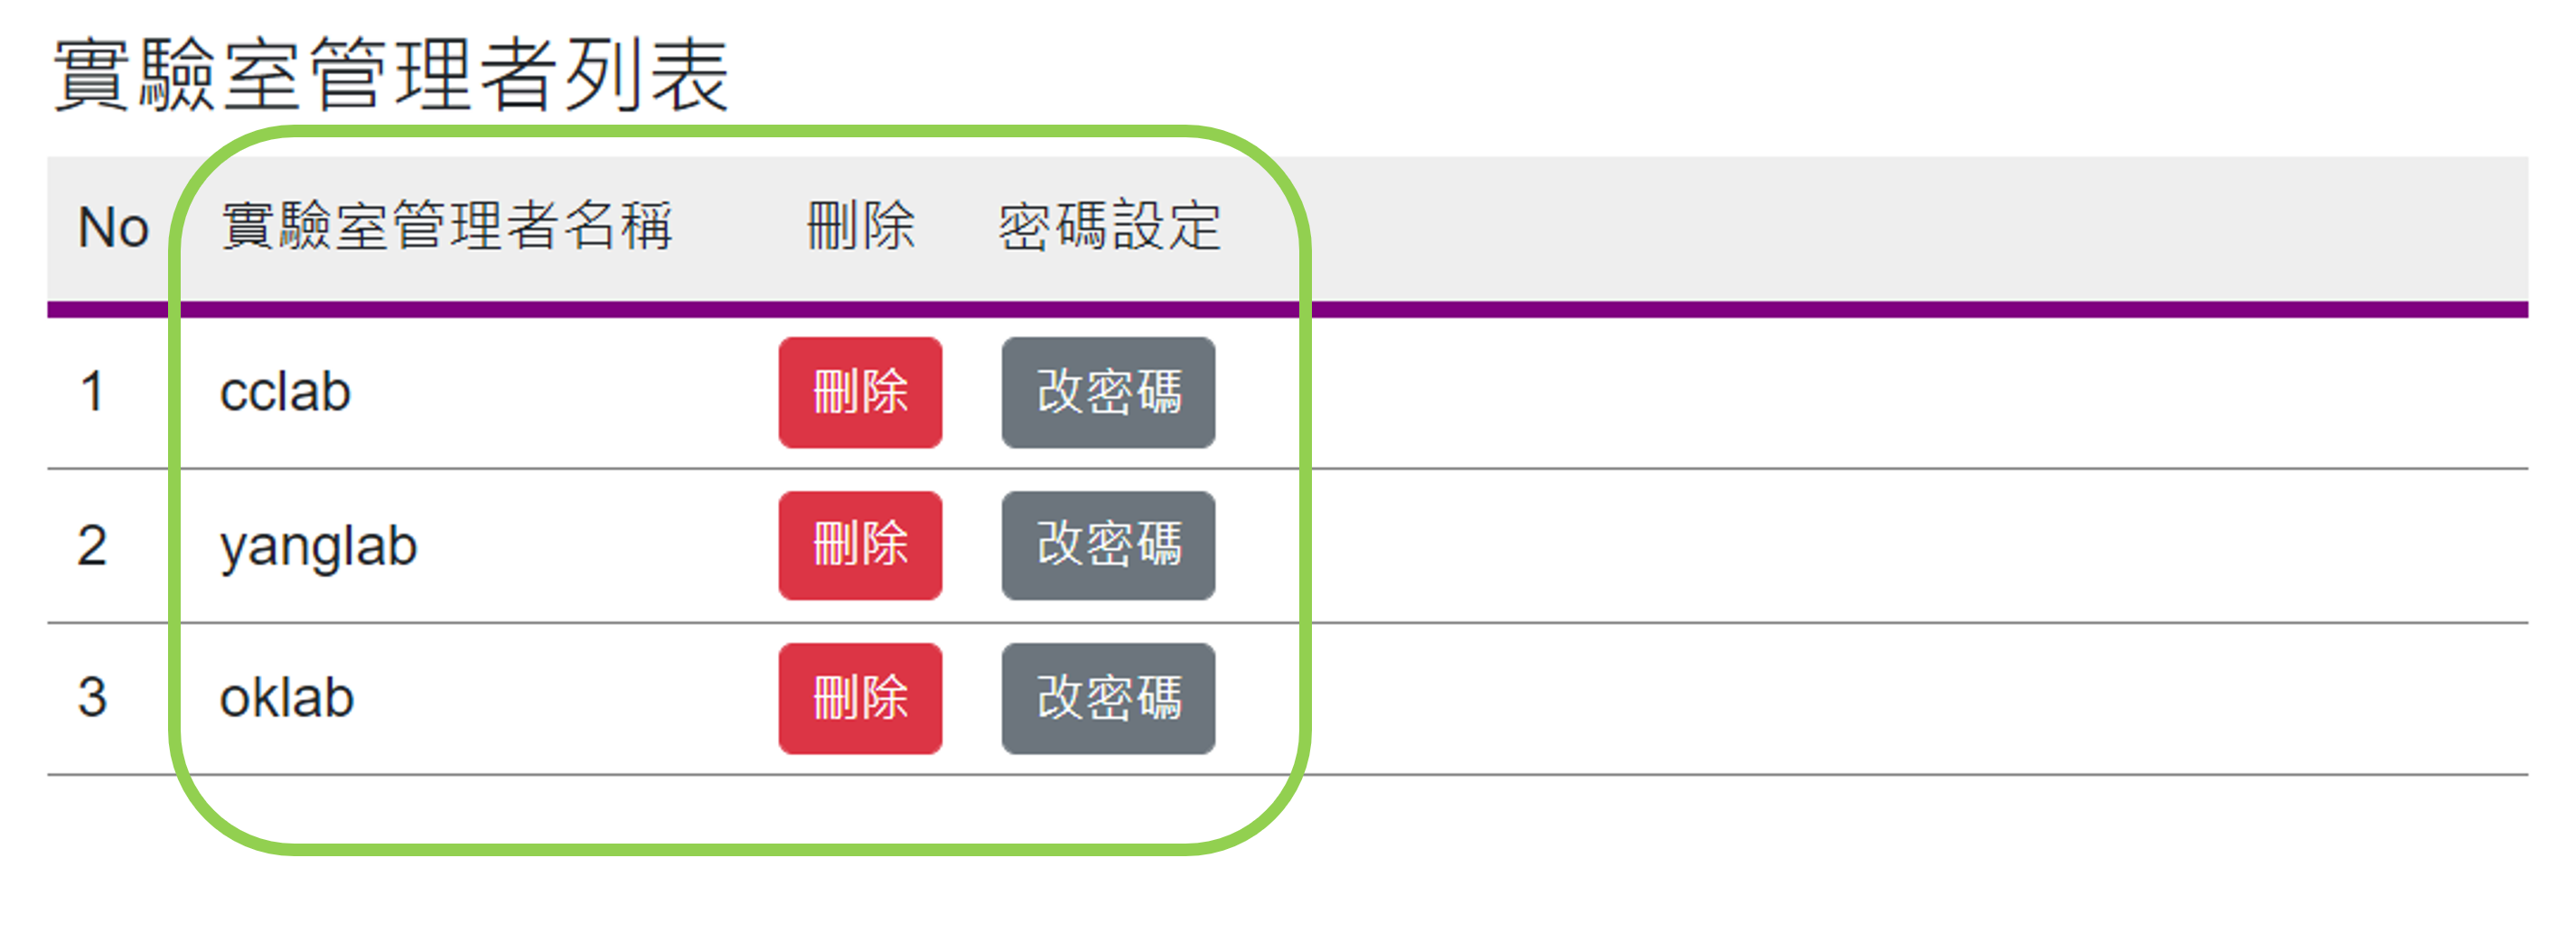 實驗室管理者列表
No 實驗室管理者名稱 刪除 密碼設定
1 cclab 刪除 改密碼
2 yanglab 刪除 改密碼
3 oklab 刪除 改密碼